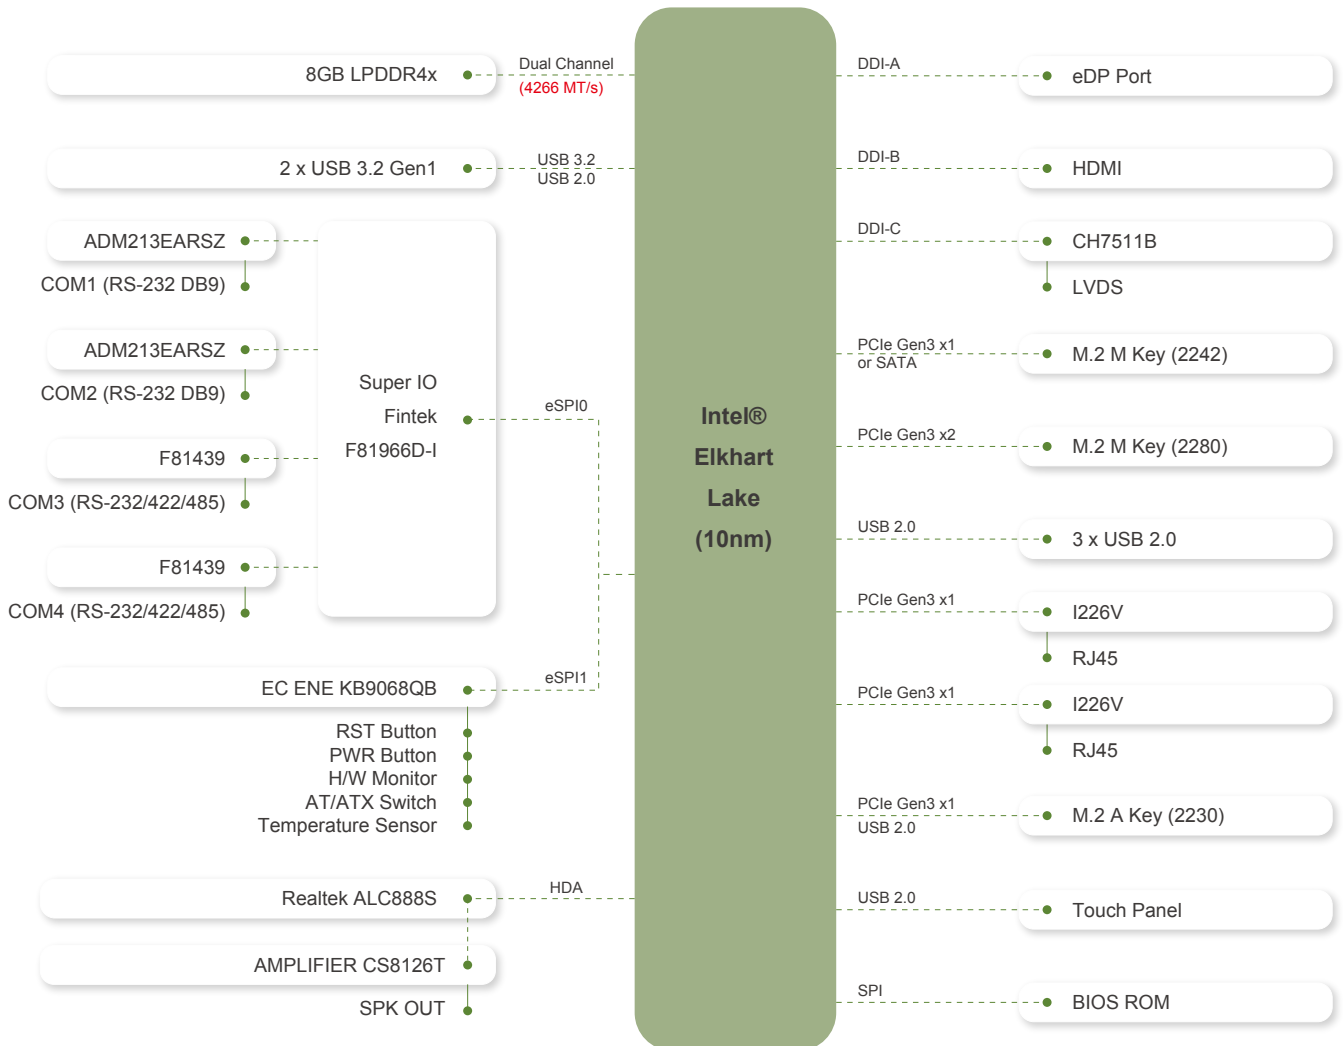 8GB LPDDR4x
Dual Channel
(4266 MT/s)
2 x USB 3.2 Gen1
USB 3.2
USB 2.0
ADM213EARSZ
COM1 (RS-232 DB9)
ADM213EARSZ
COM2 (RS-232 DB9)
F81439
COM3 (RS-232/422/485)
F81439
COM4 (RS-232/422/485)
Super IO
Fintek
F81966D-I
eSPI0
EC ENE KB9068QB
eSPI1
RST Button
PWR Button
H/W Monitor
AT/ATX Switch
Temperature Sensor
Realtek ALC888S
HDA
AMPLIFIER CS8126T
SPK OUT
Intel®
Elkhart
Lake
(10nm)
DDI-A
eDP Port
DDI-B
HDMI
DDI-C
CH7511B
LVDS
PCIe Gen3 x1
or SATA
M.2 M Key (2242)
PCIe Gen3 x2
M.2 M Key (2280)
USB 2.0
3 x USB 2.0
PCIe Gen3 x1
I226V
RJ45
PCIe Gen3 x1
I226V
RJ45
PCIe Gen3 x1
USB 2.0
M.2 A Key (2230)
USB 2.0
Touch Panel
SPI
BIOS ROM